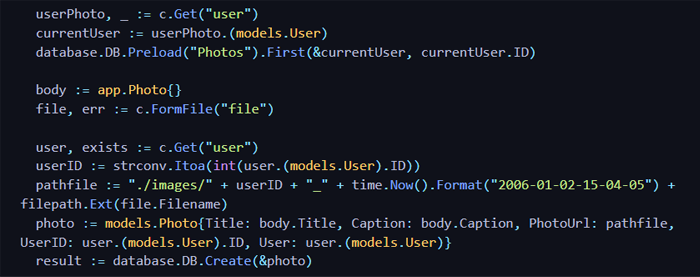 userPhoto, _ := c.Get("user")
currentUser := userPhoto.(models.User)
database.DB.Preload("Photos").First(&currentUser, currentUser.ID)
body := app.Photo{}
file, err := c.FormFile("file")
user, exists := c.Get("user")
userID := strconv.Itoa(int(user.(models.User).ID))
pathfile := "./images/" + userID + "_" + time.Now().Format("2006-01-02-15-04-05") +
filepath.Ext(file.Filename)
photo := models.Photo{Title: body.Title, Caption: body.Caption, PhotoUrl: pathfile,
UserID: user.(models.User).ID, User: user.(models.User)}
result := database.DB.Create(&photo)